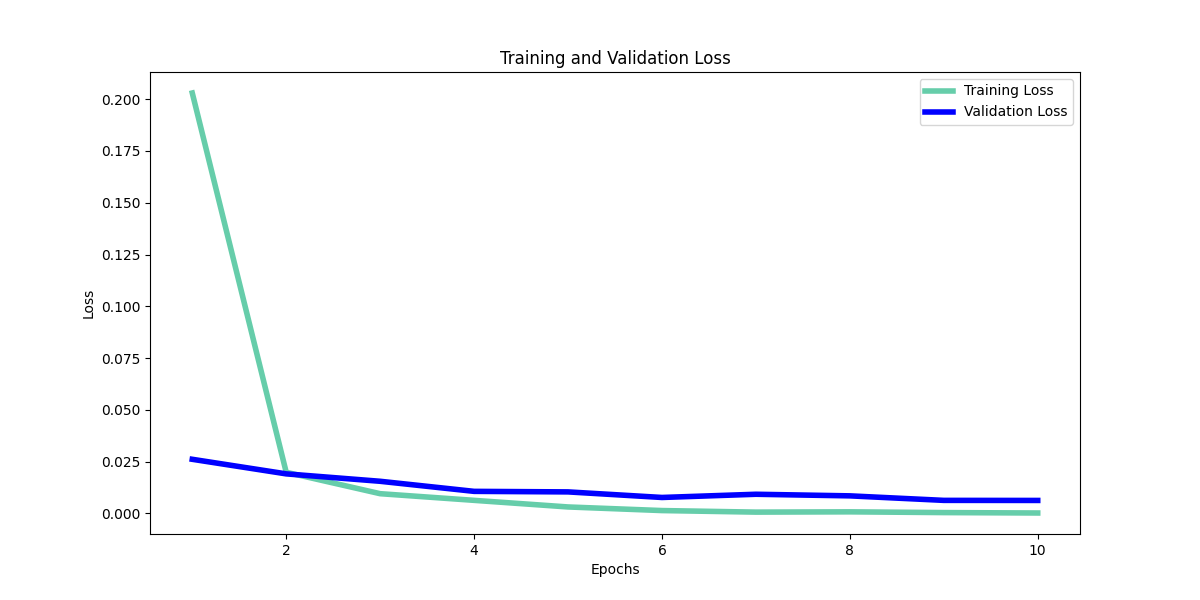 Training and Validation Loss
Training Loss
Validation Loss
0.200
0.175
0.150
0.125
0.100
0.075
0.050
0.025
0.000
Loss
2
4
6
8
10
Epochs